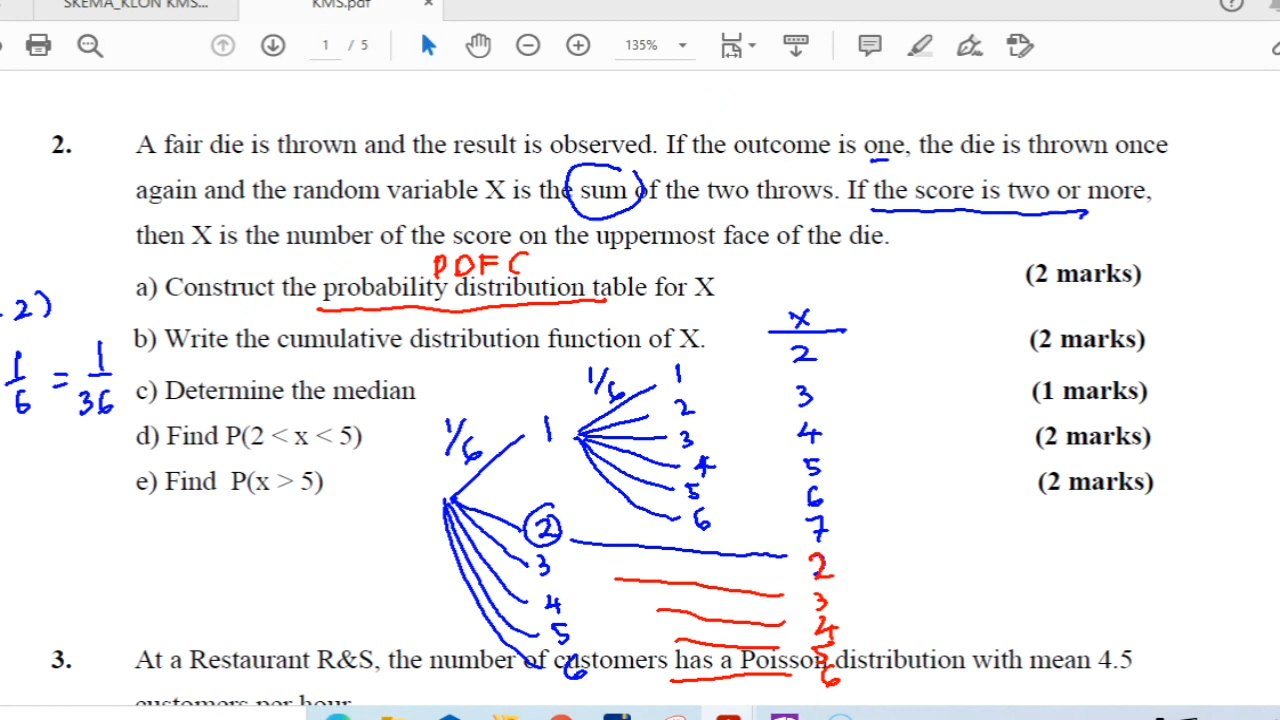 SKEMA_KLON KMS...
KMS.pdf
1 / 5
135%
2. A fair die is thrown and the result is observed. If the outcome is one, the die is thrown once
again and the random variable X is the sum of the two throws. If the score is two or more,
then X is the number of the score on the uppermost face of the die.
PDF C
a) Construct the probability distribution table for X (2 marks)
b) Write the cumulative distribution function of X. (2 marks)
c) Determine the median (1 marks)
d) Find P(2 < x < 5) (2 marks)
e) Find P(x > 5) (2 marks)
2)
1/6 = 1/36
1/6
1
2
3
4
5
6
1/6
1
2
3
4
5
6
X
2
3
4
5
6
7
2
3
4
5
6
3. At a Restaurant R&S, the number of customers has a Poisson distribution with mean 4.5
customers per hour.